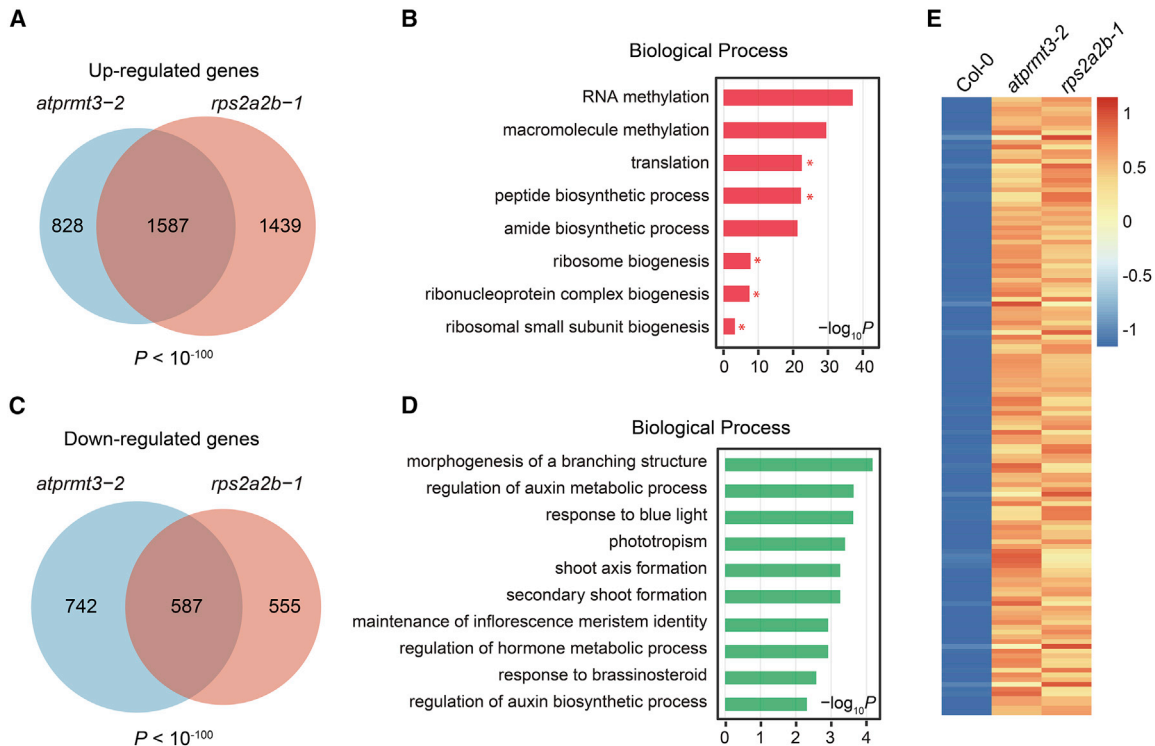 A
Up-regulated genes
atprmt3−2
rps2a2b−1
828
1587
1439
P < 10-100
B
Biological Process
RNA methylation
macromolecule methylation
translation
*
peptide biosynthetic process
*
amide biosynthetic process
ribosome biogenesis
*
ribonucleoprotein complex biogenesis
*
ribosomal small subunit biogenesis
*
−log10P
0 10 20 30 40
C
Down-regulated genes
atprmt3−2
rps2a2b−1
742
587
555
P < 10-100
D
Biological Process
morphogenesis of a branching structure
regulation of auxin metabolic process
response to blue light
phototropism
shoot axis formation
secondary shoot formation
maintenance of inflorescence meristem identity
regulation of hormone metabolic process
response to brassinosteroid
regulation of auxin biosynthetic process
−log10P
0 1 2 3 4
E
Col-0
atprmt3-2
rps2a2b-1
1
0.5
0
-0.5
-1